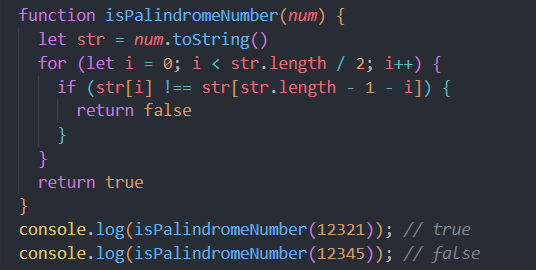 function isPalindromeNumber(num) {
  let str = num.toString()
  for (let i = 0; i < str.length / 2; i++) {
    if (str[i] !== str[str.length - 1 - i]) {
      return false
    }
  }
  return true
}
console.log(isPalindromeNumber(12321)); // true
console.log(isPalindromeNumber(12345)); // false